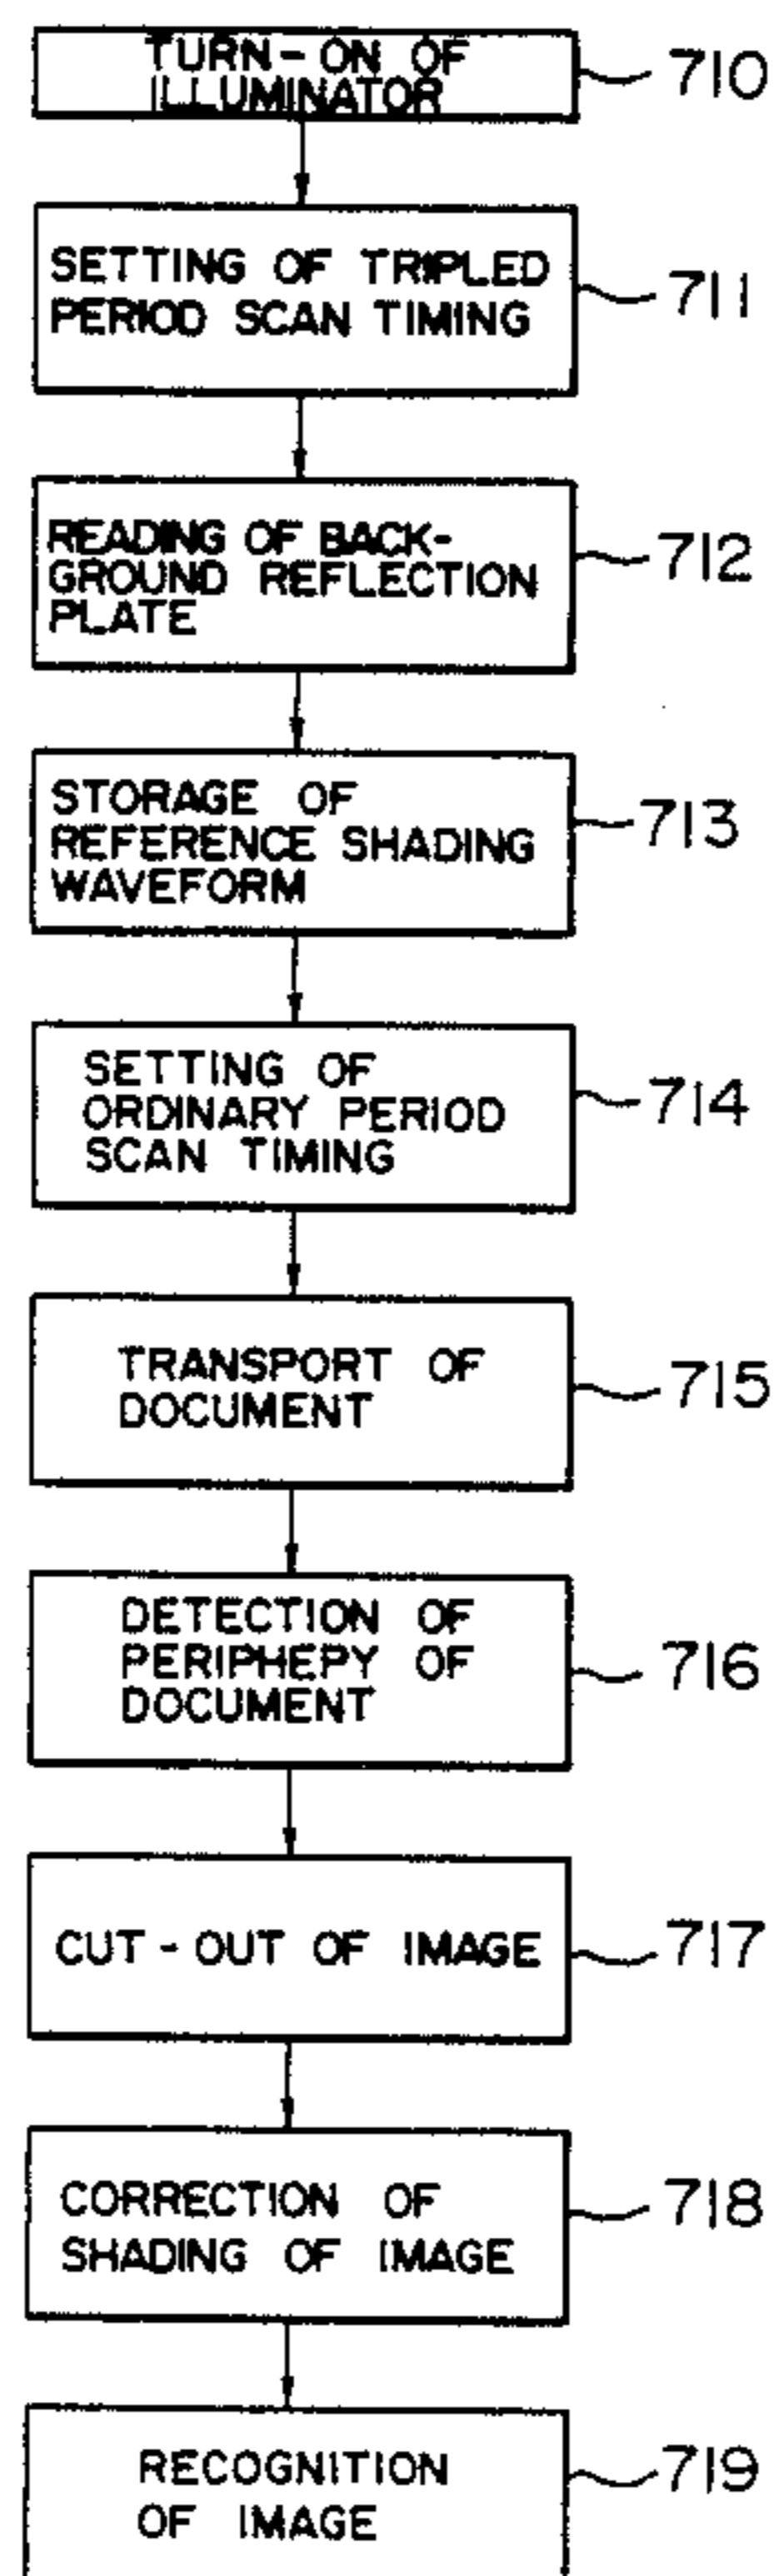 TURN-ON OF
ILLUMINATOR
710
SETTING OF TRIPLED
PERIOD SCAN TIMING
711
READING OF BACK-
GROUND REFLECTION
PLATE
712
STORAGE OF
REFERENCE SHADING
WAVEFORM
713
SETTING OF
ORDINARY PERIOD
SCAN TIMING
714
TRANSPORT OF
DOCUMENT
715
DETECTION OF
PERIPHEPY OF
DOCUMENT
716
CUT-OUT OF IMAGE
717
CORRECTION OF
SHADING OF IMAGE
718
RECOGNITION
OF IMAGE
719